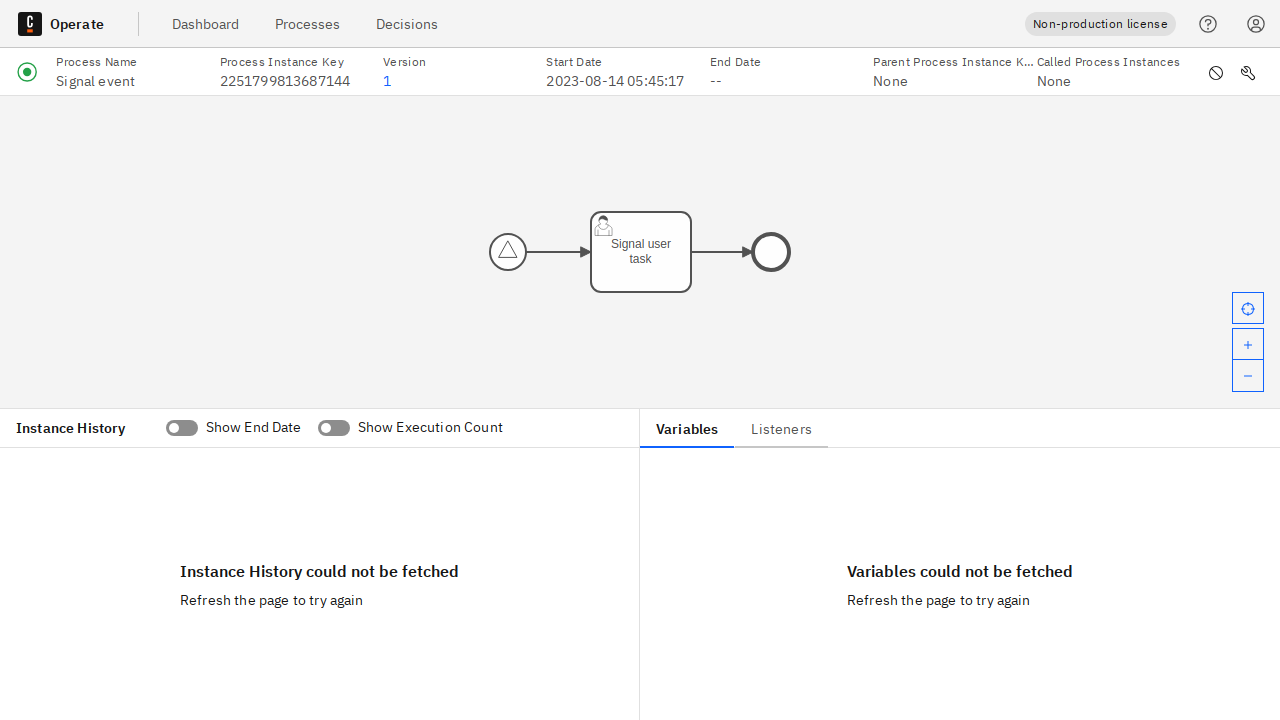 Operate
Dashboard
Processes
Decisions
Non-production license
Process Name
Signal event
Process Instance Key
2251799813687144
Version
1
Start Date
2023-08-14 05:45:17
End Date
--
Parent Process Instance K...
None
Called Process Instances
None
Signal user
task
Instance History
Show End Date
Show Execution Count
Variables
Listeners
Instance History could not be fetched
Refresh the page to try again
Variables could not be fetched
Refresh the page to try again